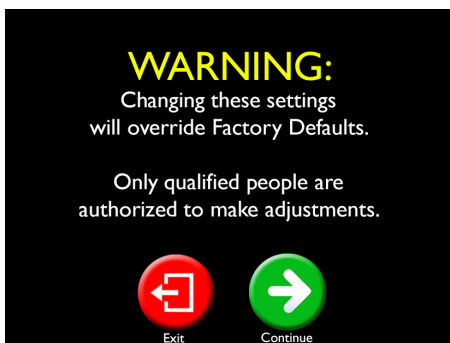 WARNING:
Changing these settings
will override Factory Defaults.
Only qualified people are
authorized to make adjustments.
Exit
Continue